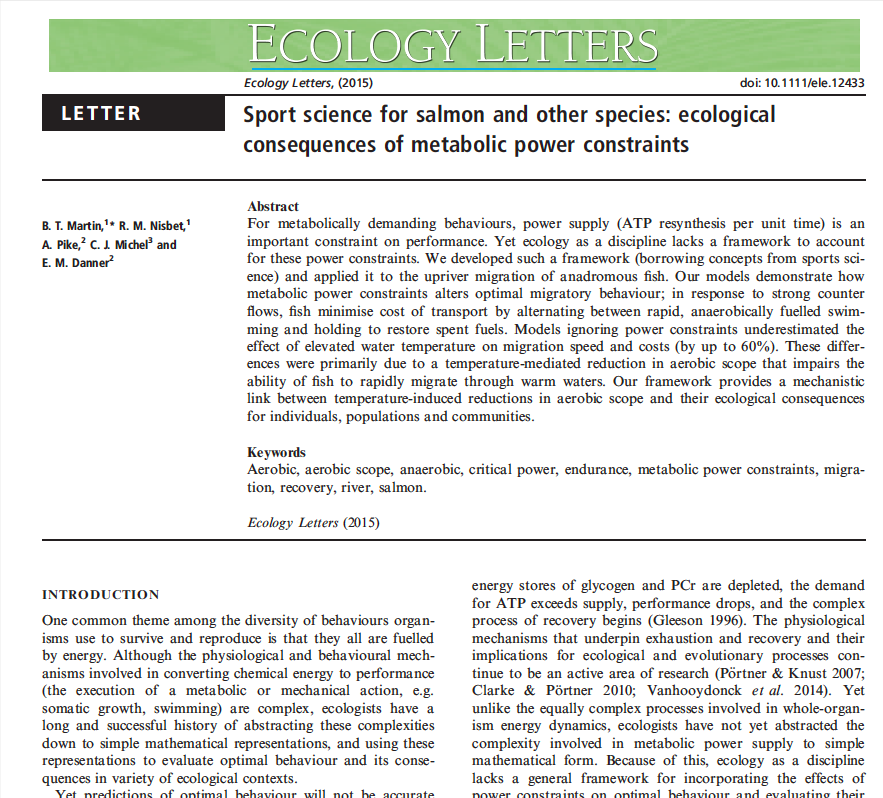 ECOLOGY LETTERS
Ecology Letters, (2015)
doi: 10.1111/ele.12433
LETTER
Sport science for salmon and other species: ecological
consequences of metabolic power constraints
B. T. Martin,1* R. M. Nisbet,1
A. Pike,2 C. J. Michel3 and
E. M. Danner2
Abstract
For metabolically demanding behaviours, power supply (ATP resynthesis per unit time) is an
important constraint on performance. Yet ecology as a discipline lacks a framework to account
for these power constraints. We developed such a framework (borrowing concepts from sports sci-
ence) and applied it to the upriver migration of anadromous fish. Our models demonstrate how
metabolic power constraints alters optimal migratory behaviour; in response to strong counter
flows, fish minimise cost of transport by alternating between rapid, anaerobically fuelled swim-
ming and holding to restore spent fuels. Models ignoring power constraints underestimated the
effect of elevated water temperature on migration speed and costs (by up to 60%). These differ-
ences were primarily due to a temperature-mediated reduction in aerobic scope that impairs the
ability of fish to rapidly migrate through warm waters. Our framework provides a mechanistic
link between temperature-induced reductions in aerobic scope and their ecological consequences
for individuals, populations and communities.
Keywords
Aerobic, aerobic scope, anaerobic, critical power, endurance, metabolic power constraints, migra-
tion, recovery, river, salmon.
Ecology Letters (2015)
INTRODUCTION
One common theme among the diversity of behaviours organ-
isms use to survive and reproduce is that they all are fuelled
by energy. Although the physiological and behavioural mech-
anisms involved in converting chemical energy to performance
(the execution of a metabolic or mechanical action, e.g.
somatic growth, swimming) are complex, ecologists have a
long and successful history of abstracting these complexities
down to simple mathematical representations, and using these
representations to evaluate optimal behaviour and its conse-
quences in variety of ecological contexts.
Yet predictions of optimal behaviour will not be accurate
energy stores of glycogen and PCr are depleted, the demand
for ATP exceeds supply, performance drops, and the complex
process of recovery begins (Gleeson 1996). The physiological
mechanisms that underpin exhaustion and recovery and their
implications for ecological and evolutionary processes con-
tinue to be an active area of research (Pörtner & Knust 2007;
Clarke & Pörtner 2010; Vanhooydonck et al. 2014). Yet
unlike the equally complex processes involved in whole-organ-
ism energy dynamics, ecologists have not yet abstracted the
complexity involved in metabolic power supply to simple
mathematical form. Because of this, ecology as a discipline
lacks a general framework for incorporating the effects of
power constraints on optimal behaviour and evaluating their